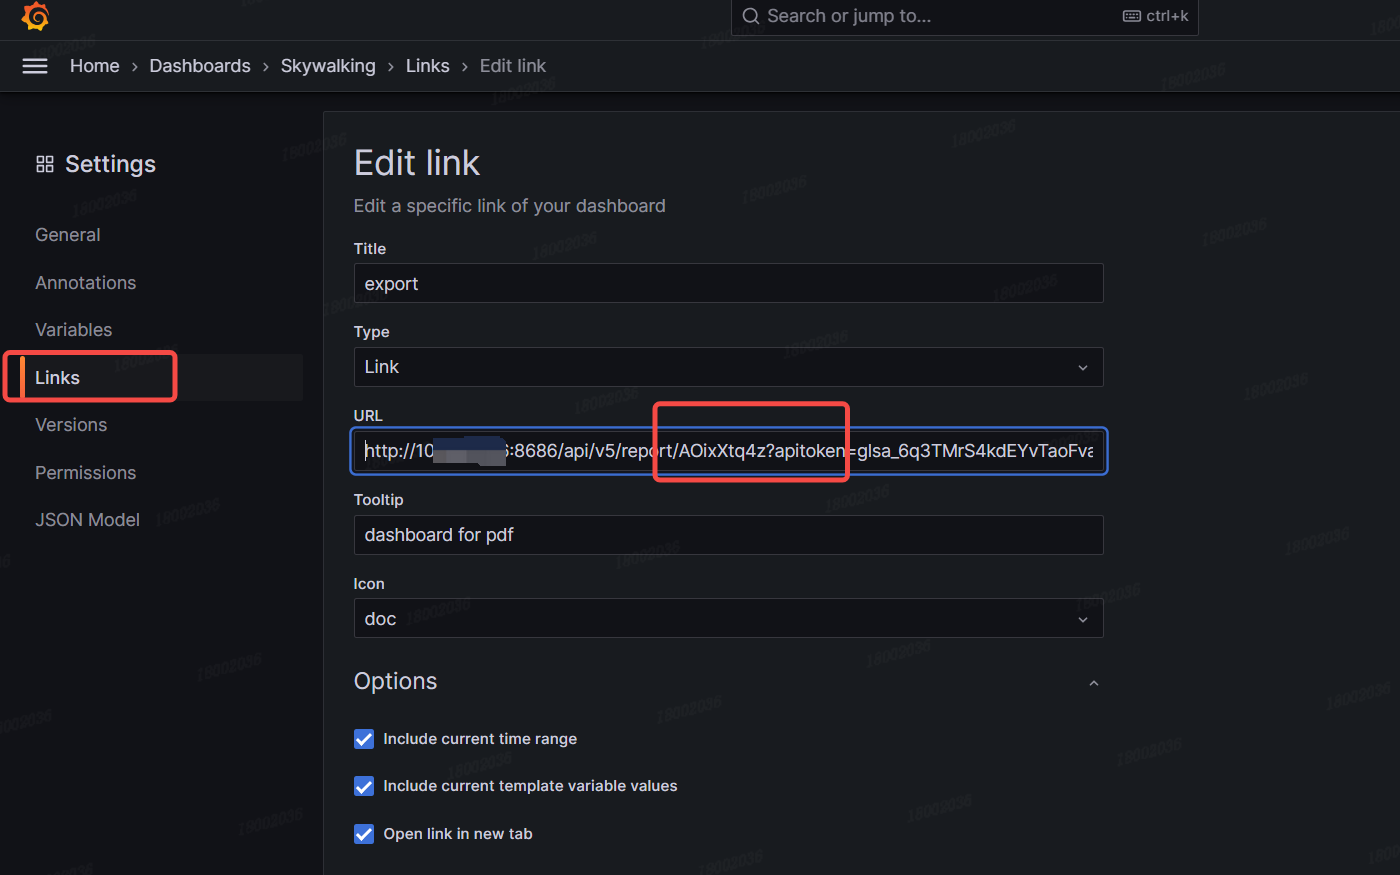 Search or jump to...
ctrl+k
Home › Dashboards › Skywalking › Links › Edit link
Settings
General
Annotations
Variables
Links
Versions
Permissions
JSON Model
Edit link
Edit a specific link of your dashboard
Title
export
Type
Link
URL
http://10 6:8686/api/v5/report/AOixXtq4z?apitoken=glsa_6q3TMrS4kdEYvTaoFva
Tooltip
dashboard for pdf
Icon
doc
Options
Include current time range
Include current template variable values
Open link in new tab
18002036